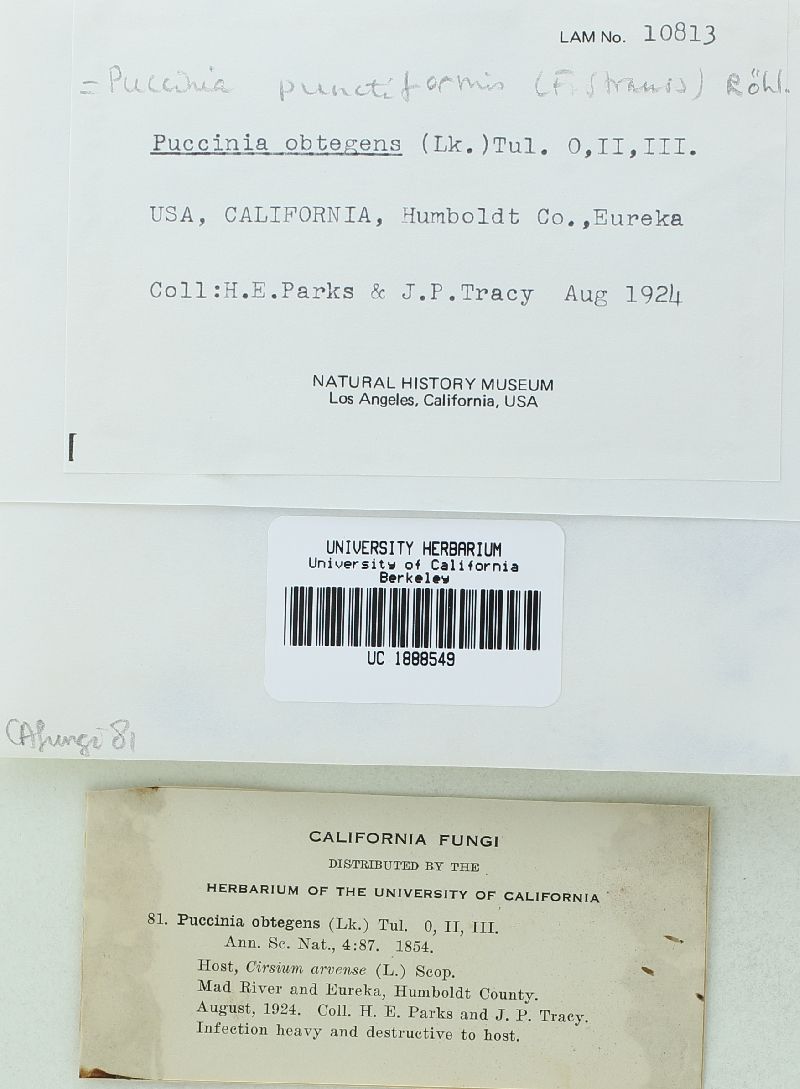 LAM No. 10813
= Puccinia punctiformis (F. Strauss) Röhl.
Puccinia obtegens (Lk.)Tul. O,II,III.
USA, CALIFORNIA, Humboldt Co.,Eureka
Coll:H.E.Parks & J.P.Tracy Aug 1924
NATURAL HISTORY MUSEUM
Los Angeles, California, USA
UNIVERSITY HERBARIUM
University of California
Berkeley
UC 1888549
CAfungi 81
CALIFORNIA FUNGI
DISTRIBUTED BY THE
HERBARIUM OF THE UNIVERSITY OF CALIFORNIA
81. Puccinia obtegens (Lk.) Tul. 0, II, III.
Ann. Sc. Nat., 4:87. 1854.
Host, Cirsium arvense (L.) Scop.
Mad River and Eureka, Humboldt County.
August, 1924. Coll. H. E. Parks and J. P. Tracy.
Infection heavy and destructive to host.